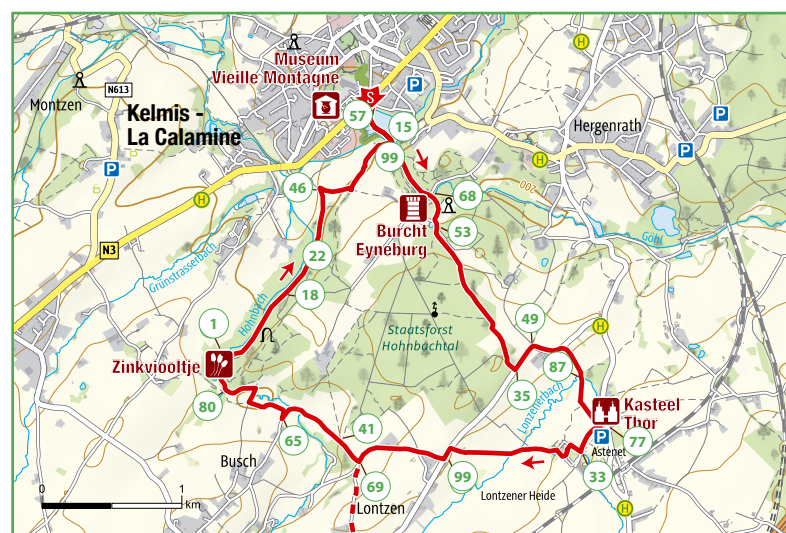 Museum
Vieille Montagne
S
P
H
N613
Montzen
Kelmis -
La Calamine
57
15
Hergenrath
P
P
P
H
99
46
68
200
H
Burcht
Eyneburg
53
Göhl
N3
Grünstrasserbach
22
Hohnbach
18
1
Staatsforst
Hohnbachtal
49
H
Zinkviooltje
87
35
80
Lontzenerbach
Kasteel
Thor
41
65
P
77
Astenet
Busch
69
99
33
Lontzener Heide
Lontzen
H
0
1
km